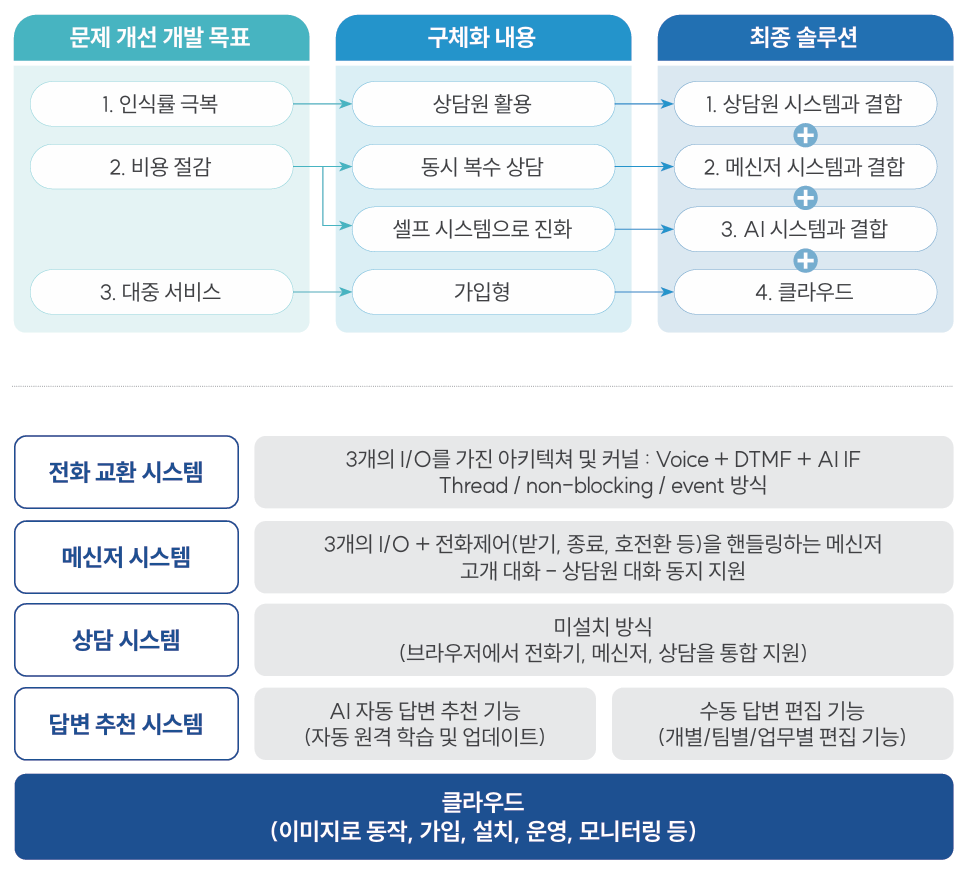 문제 개선 개발 목표
구체화 내용
최종 솔루션
1. 인식률 극복
상담원 활용
1. 상담원 시스템과 결합
2. 비용 절감
동시 복수 상담
2. 메신저 시스템과 결합
셀프 시스템으로 진화
3. AI 시스템과 결합
3. 대중 서비스
가입형
4. 클라우드
전화 교환 시스템
3개의 I/O를 가진 아키텍쳐 및 커널 : Voice + DTMF + AI IF
Thread / non-blocking / event 방식
메신저 시스템
3개의 I/O + 전화제어(받기, 종료, 호전환 등)을 핸들링하는 메신저
고개 대화 - 상담원 대화 동지 지원
상담 시스템
미설치 방식
(브라우저에서 전화기, 메신저, 상담을 통합 지원)
답변 추천 시스템
AI 자동 답변 추천 기능
(자동 원격 학습 및 업데이트)
수동 답변 편집 기능
(개별/팀별/업무별 편집 기능)
클라우드
(이미지로 동작, 가입, 설치, 운영, 모니터링 등)